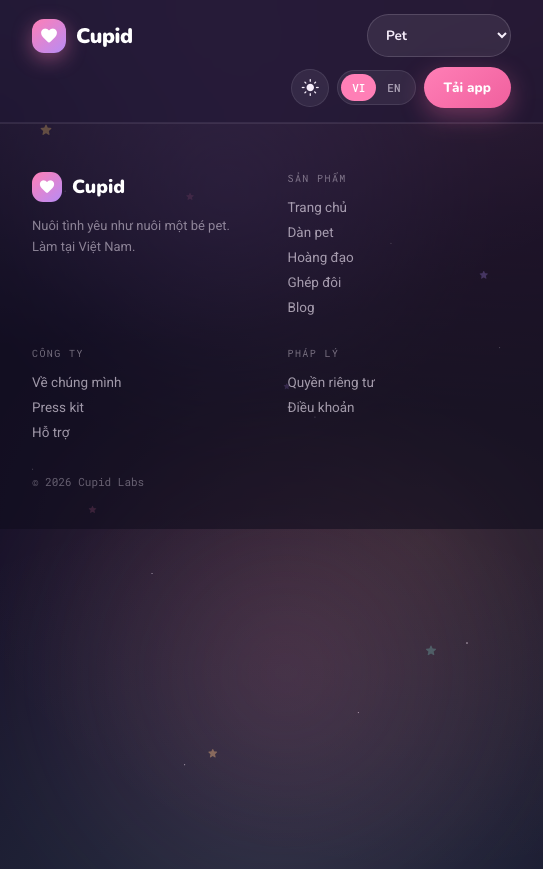 Cupid
Pet
VI EN
Tải app
Cupid
Nuôi tình yêu như nuôi một bé pet.
Làm tại Việt Nam.
SẢN PHẨM
Trang chủ
Dàn pet
Hoàng đạo
Ghép đôi
Blog
CÔNG TY
Về chúng mình
Press kit
Hỗ trợ
PHÁP LÝ
Quyền riêng tư
Điều khoản
© 2026 Cupid Labs